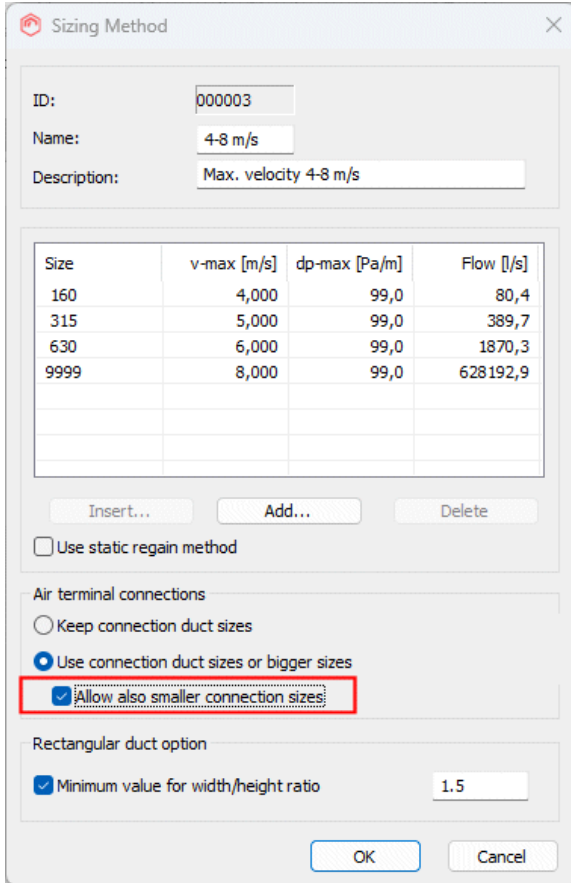 Sizing Method
ID: 000003
Name: 4-8 m/s
Description: Max. velocity 4-8 m/s
Size v-max [m/s] dp-max [Pa/m] Flow [l/s]
160 4,000 99,0 80,4
315 5,000 99,0 389,7
630 6,000 99,0 1870,3
9999 8,000 99,0 628192,9
Insert... Add... Delete
Use static regain method
Air terminal connections
Keep connection duct sizes
Use connection duct sizes or bigger sizes
Allow also smaller connection sizes
Rectangular duct option
Minimum value for width/height ratio 1.5
OK Cancel